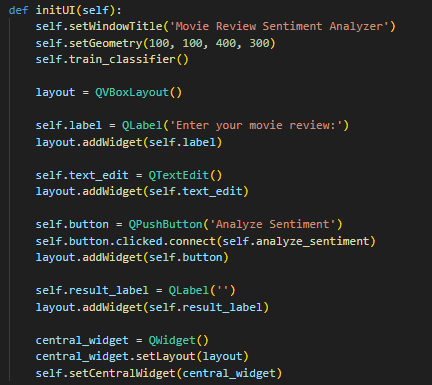 def initUI(self):
    self.setWindowTitle('Movie Review Sentiment Analyzer')
    self.setGeometry(100, 100, 400, 300)
    self.train_classifier()

    layout = QVBoxLayout()

    self.label = QLabel('Enter your movie review:')
    layout.addWidget(self.label)

    self.text_edit = QTextEdit()
    layout.addWidget(self.text_edit)

    self.button = QPushButton('Analyze Sentiment')
    self.button.clicked.connect(self.analyze_sentiment)
    layout.addWidget(self.button)

    self.result_label = QLabel('')
    layout.addWidget(self.result_label)

    central_widget = QWidget()
    central_widget.setLayout(layout)
    self.setCentralWidget(central_widget)